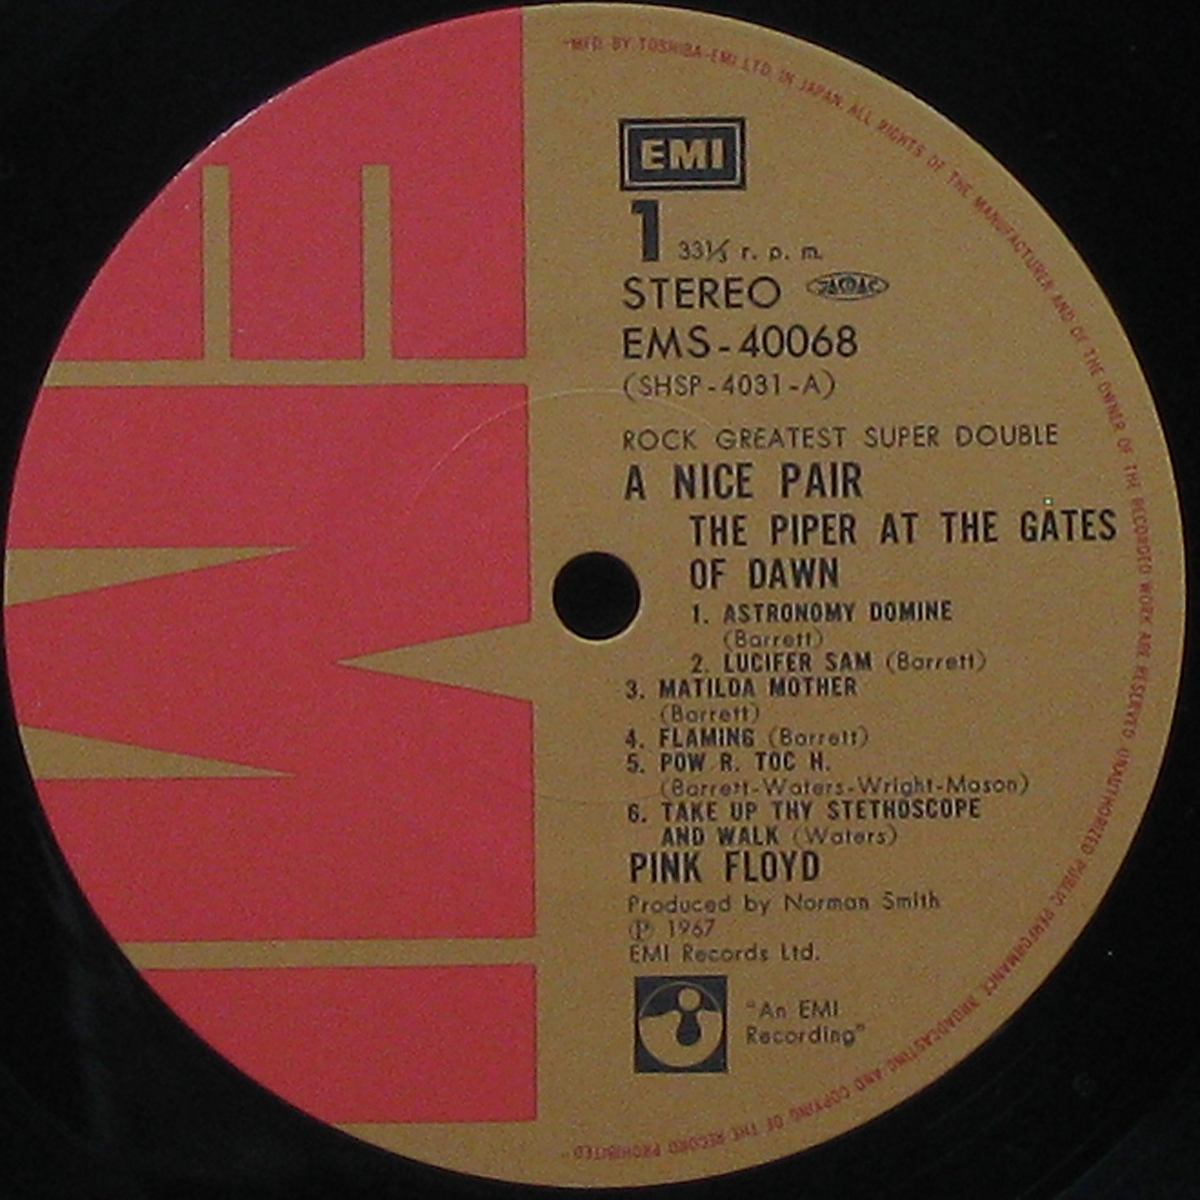 "MFD. BY TOSHIBA-EMI LTD. IN JAPAN. ALL RIGHTS OF THE MANUFACTURER AND OF THE OWNER OF THE RECORDED WORK ARE RESERVED UNAUTHORIZED PUBLIC PERFORMANCE BROADCASTING AND COPYING OF THE RECORD PROHIBITED"
EMI
EMI
1 33⅓ r. p. m.
STEREO JASRAC
EMS-40068
(SHSP-4031-A)
ROCK GREATEST SUPER DOUBLE
A NICE PAIR
THE PIPER AT THE GATES
OF DAWN
1. ASTRONOMY DOMINE
(Barrett)
2. LUCIFER SAM (Barrett)
3. MATILDA MOTHER
(Barrett)
4. FLAMING (Barrett)
5. POW R. TOC H.
(Barrett-Waters-Wright-Mason)
6. TAKE UP THY STETHOSCOPE
AND WALK (Waters)
PINK FLOYD
Produced by Norman Smith
℗ 1967
EMI Records Ltd.
"An EMI
Recording"